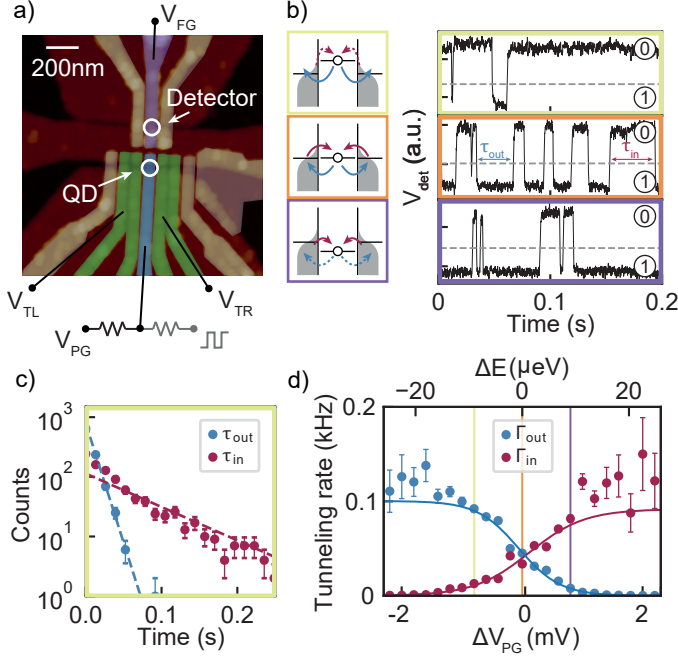 a)
V_FG
200nm
Detector
QD
V_TL
V_TR
V_PG
b)
V_det (a.u.)
0
1
0
τ_out
τ_in
1
0
1
0
0.1
0.2
Time (s)
c)
Counts
10^3
10^2
10^1
10^0
τ_out
τ_in
0.0
0.1
0.2
Time (s)
d)
ΔE (μeV)
−20
0
20
Tunneling rate (kHz)
0.2
0.1
0
Γ_out
Γ_in
−2
0
2
ΔV_PG (mV)